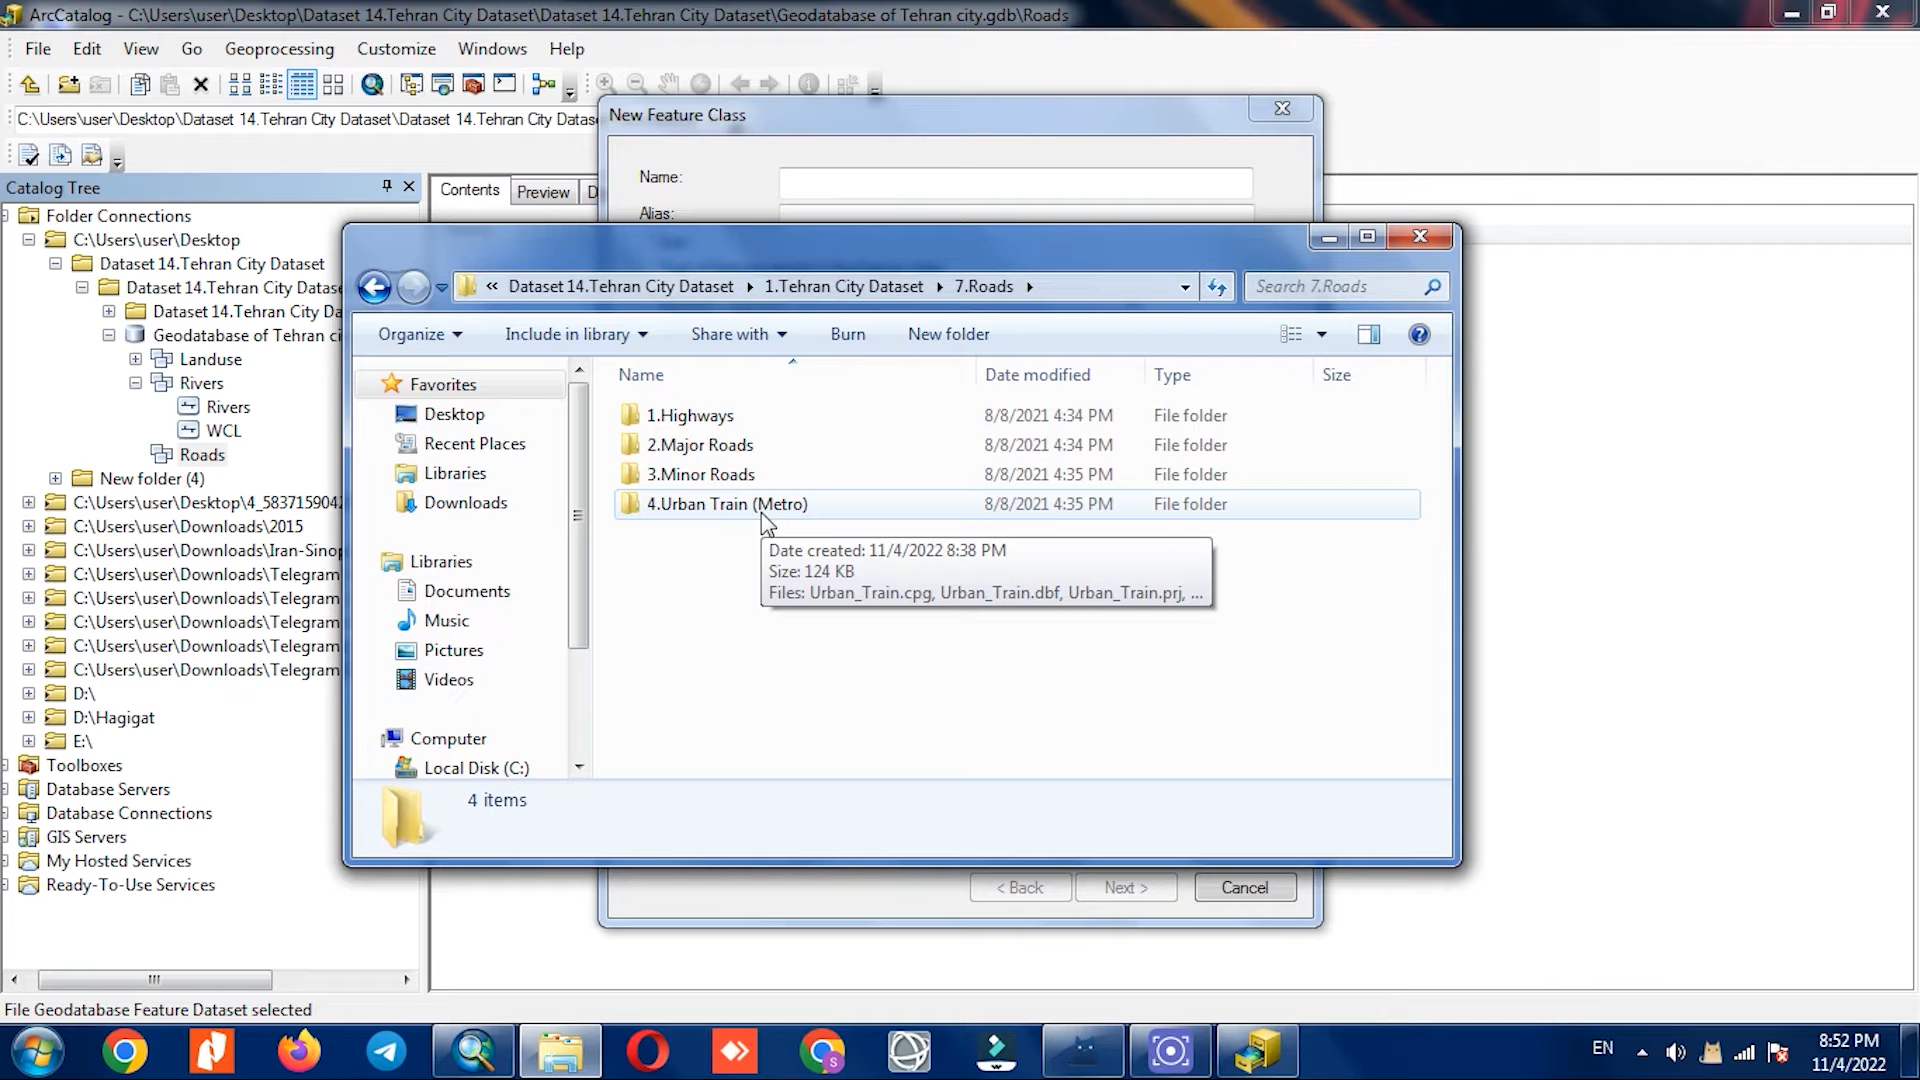 ArcCatalog - C:\Users\user\Desktop\Dataset 14.Tehran City Dataset\Dataset 14.Tehran City Dataset\Geodatabase of Tehran city.gdb\Roads
File Edit View Go Geoprocessing Customize Windows Help
C:\Users\user\Desktop\Dataset 14.Tehran City Dataset\Dataset 14.Tehran City Datas
New Feature Class
Name:
Alias:
Catalog Tree
Contents Preview D
Folder Connections
C:\Users\user\Desktop
Dataset 14.Tehran City Dataset
Dataset 14.Tehran City Datase
Dataset 14.Tehran City Da
Geodatabase of Tehran ci
Landuse
Rivers
Rivers
WCL
Roads
New folder (4)
C:\Users\user\Desktop\4_5837159042
C:\Users\user\Downloads\2015
C:\Users\user\Downloads\Iran-Sinop
C:\Users\user\Downloads\Telegram
C:\Users\user\Downloads\Telegram
C:\Users\user\Downloads\Telegram
C:\Users\user\Downloads\Telegram
D:\
D:\Hagigat
E:\
Toolboxes
Database Servers
Database Connections
GIS Servers
My Hosted Services
Ready-To-Use Services
« Dataset 14.Tehran City Dataset 1.Tehran City Dataset 7.Roads
Search 7.Roads
Organize Include in library Share with Burn New folder
Favorites
Desktop
Recent Places
Libraries
Downloads
Libraries
Documents
Music
Pictures
Videos
Computer
Local Disk (C:)
Name Date modified Type Size
1.Highways 8/8/2021 4:34 PM File folder
2.Major Roads 8/8/2021 4:34 PM File folder
3.Minor Roads 8/8/2021 4:35 PM File folder
4.Urban Train (Metro) 8/8/2021 4:35 PM File folder
Date created: 11/4/2022 8:38 PM
Size: 124 KB
Files: Urban_Train.cpg, Urban_Train.dbf, Urban_Train.prj, ...
4 items
< Back Next > Cancel
File Geodatabase Feature Dataset selected
EN
8:52 PM
11/4/2022